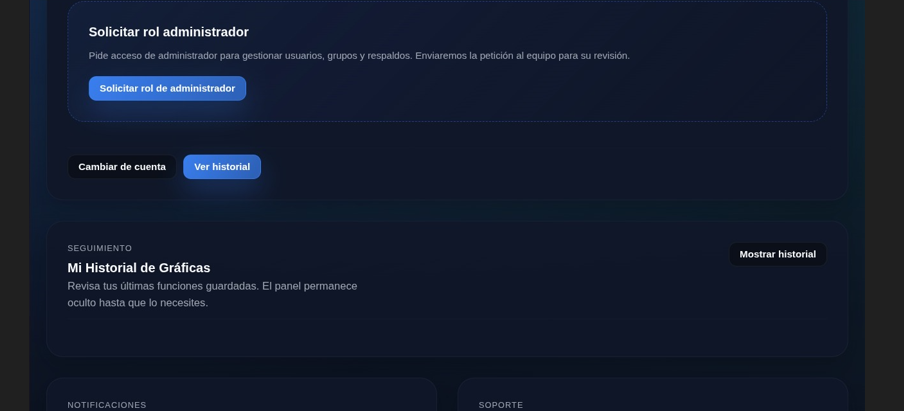 Solicitar rol administrador
Pide acceso de administrador para gestionar usuarios, grupos y respaldos. Enviaremos la petición al equipo para su revisión.
Solicitar rol de administrador
Cambiar de cuenta
Ver historial
SEGUIMIENTO
Mi Historial de Gráficas
Revisa tus últimas funciones guardadas. El panel permanece
oculto hasta que lo necesites.
Mostrar historial
NOTIFICACIONES
SOPORTE